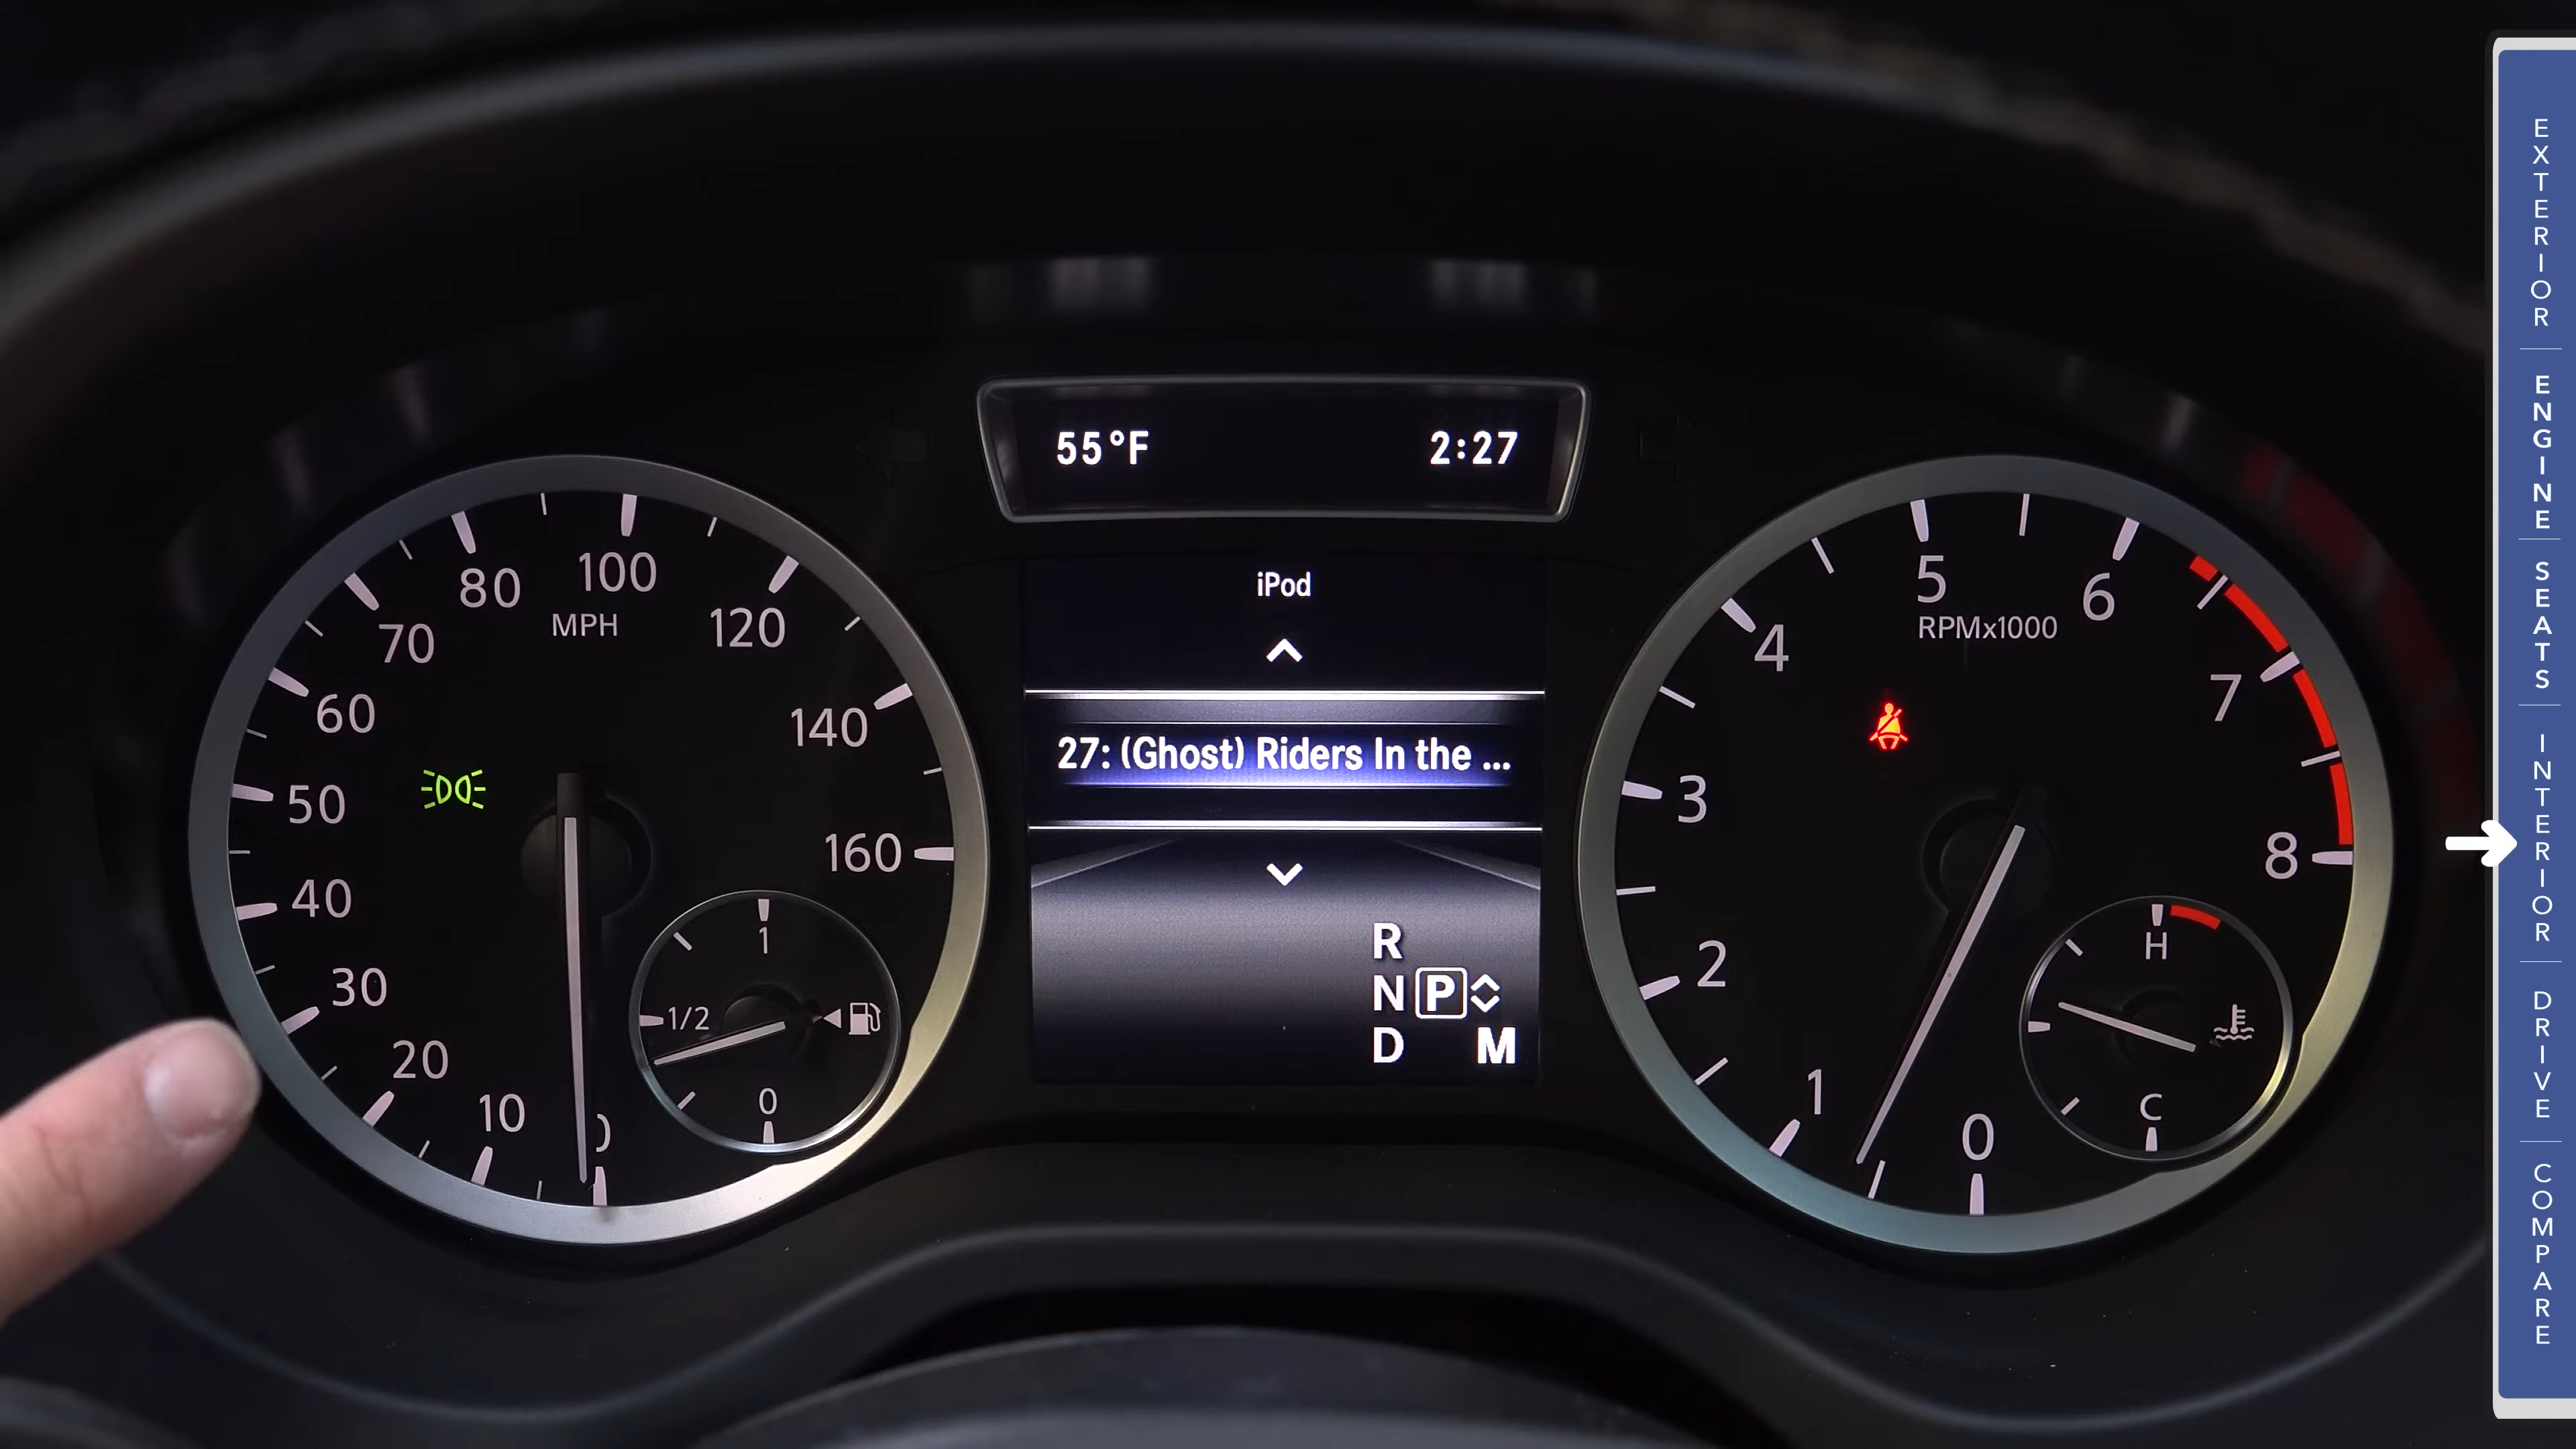 55°F 2:27
80
100
MPH
120
70
60
140
50
160
40
30
20
10
0
1
1/2
0
iPod
27: (Ghost) Riders In the ...
R
N P
D M
5
6
RPMx1000
4
7
3
8
2
1
0
H
C
EXTERIOR
ENGINE
SEATS
INTERIOR
DRIVE
COMPARE